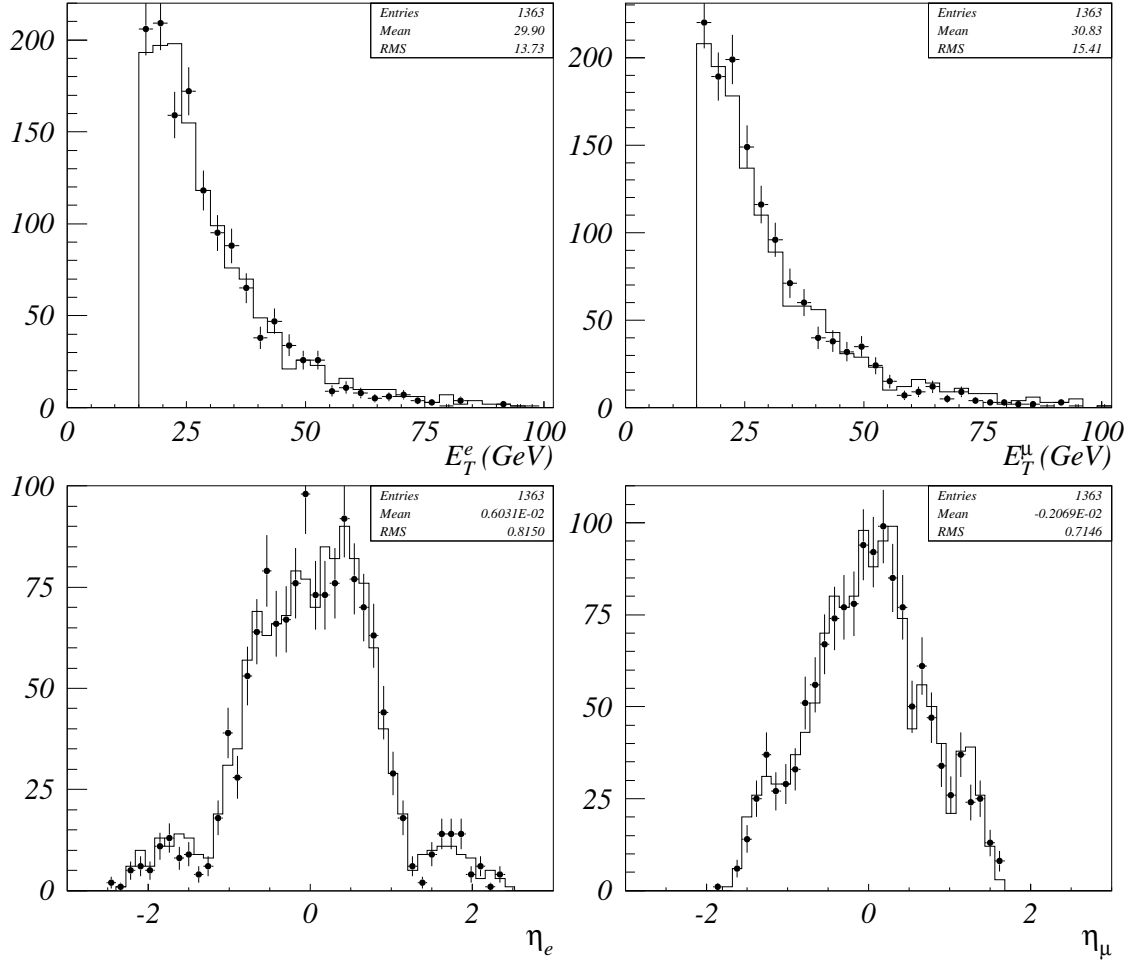 Entries 1363
Mean 29.90
RMS 13.73
200
150
100
50
0
0 25 50 75 100
E_T^e (GeV)
Entries 1363
Mean 30.83
RMS 15.41
200
150
100
50
0
0 25 50 75 100
E_T^μ (GeV)
Entries 1363
Mean 0.6031E-02
RMS 0.8150
100
75
50
25
0
-2 0 2
η_e
Entries 1363
Mean -0.2069E-02
RMS 0.7146
100
75
50
25
0
-2 0 2
η_μ